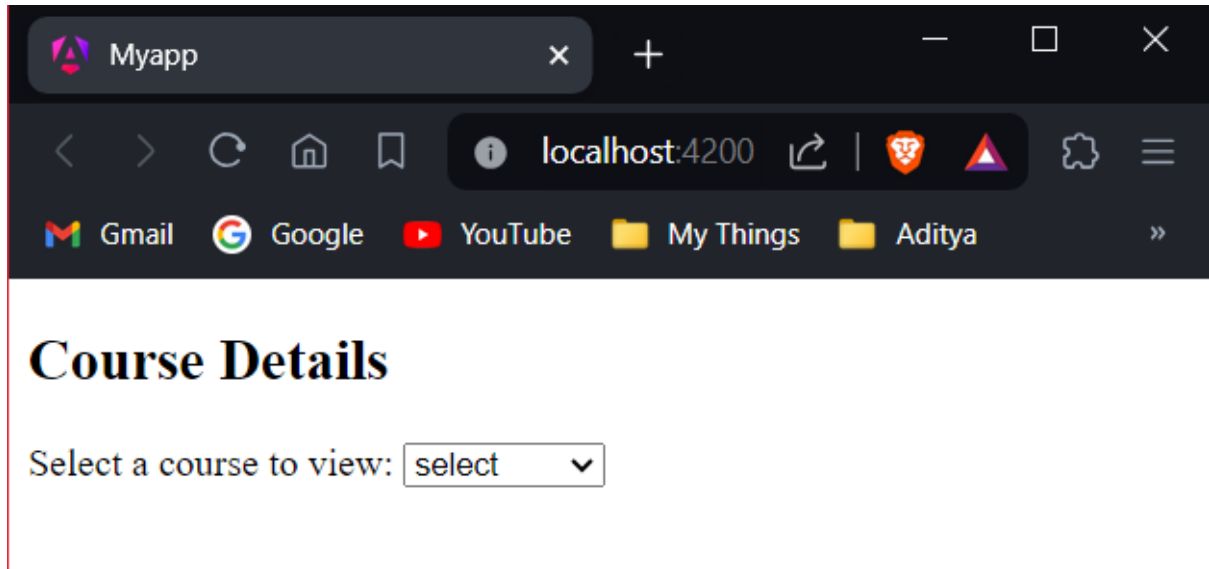 Myapp
localhost:4200
Gmail Google YouTube My Things Aditya
Course Details
Select a course to view: select